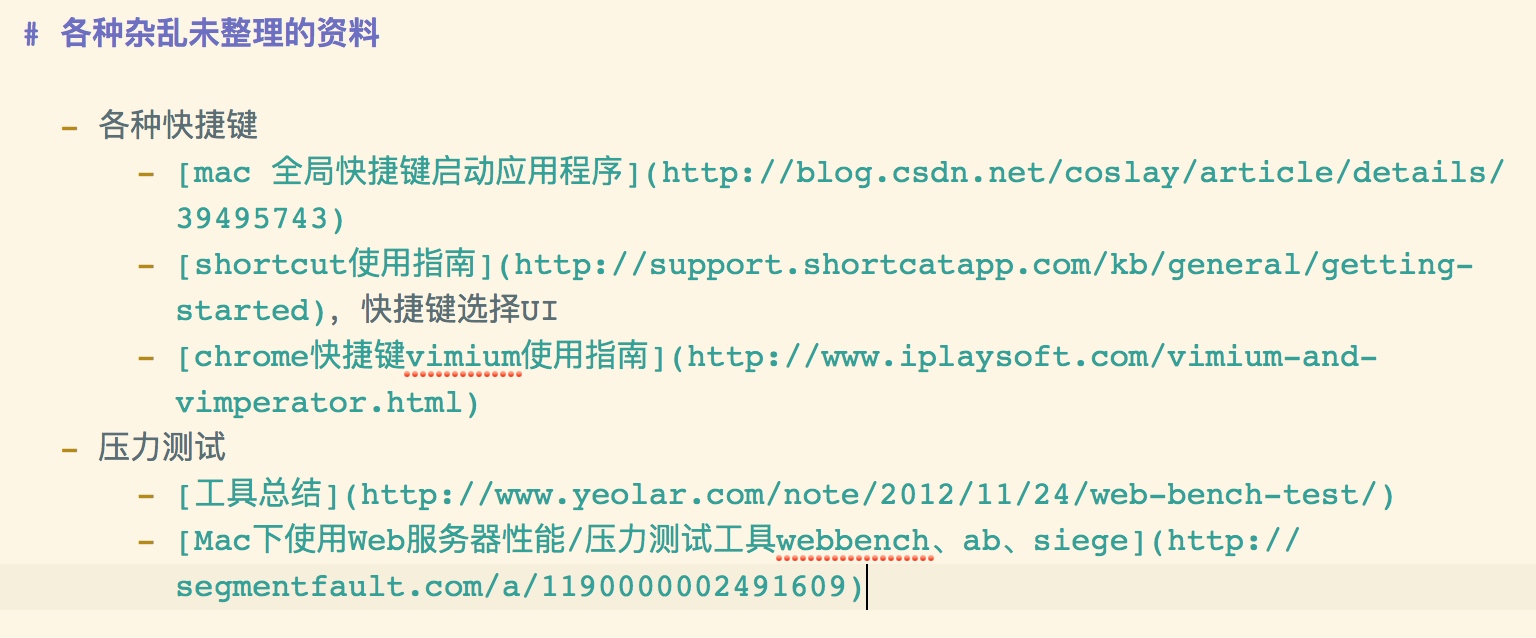 # 各种杂乱未整理的资料
- 各种快捷键
- [mac 全局快捷键启动应用程序](http://blog.csdn.net/coslay/article/details/
39495743)
- [shortcut使用指南](http://support.shortcatapp.com/kb/general/getting-
started)，快捷键选择UI
- [chrome快捷键vimium使用指南](http://www.iplaysoft.com/vimium-and-
vimperator.html)
- 压力测试
- [工具总结](http://www.yeolar.com/note/2012/11/24/web-bench-test/)
- [Mac下使用Web服务器性能/压力测试工具webbench、ab、siege](http://
segmentfault.com/a/1190000002491609)